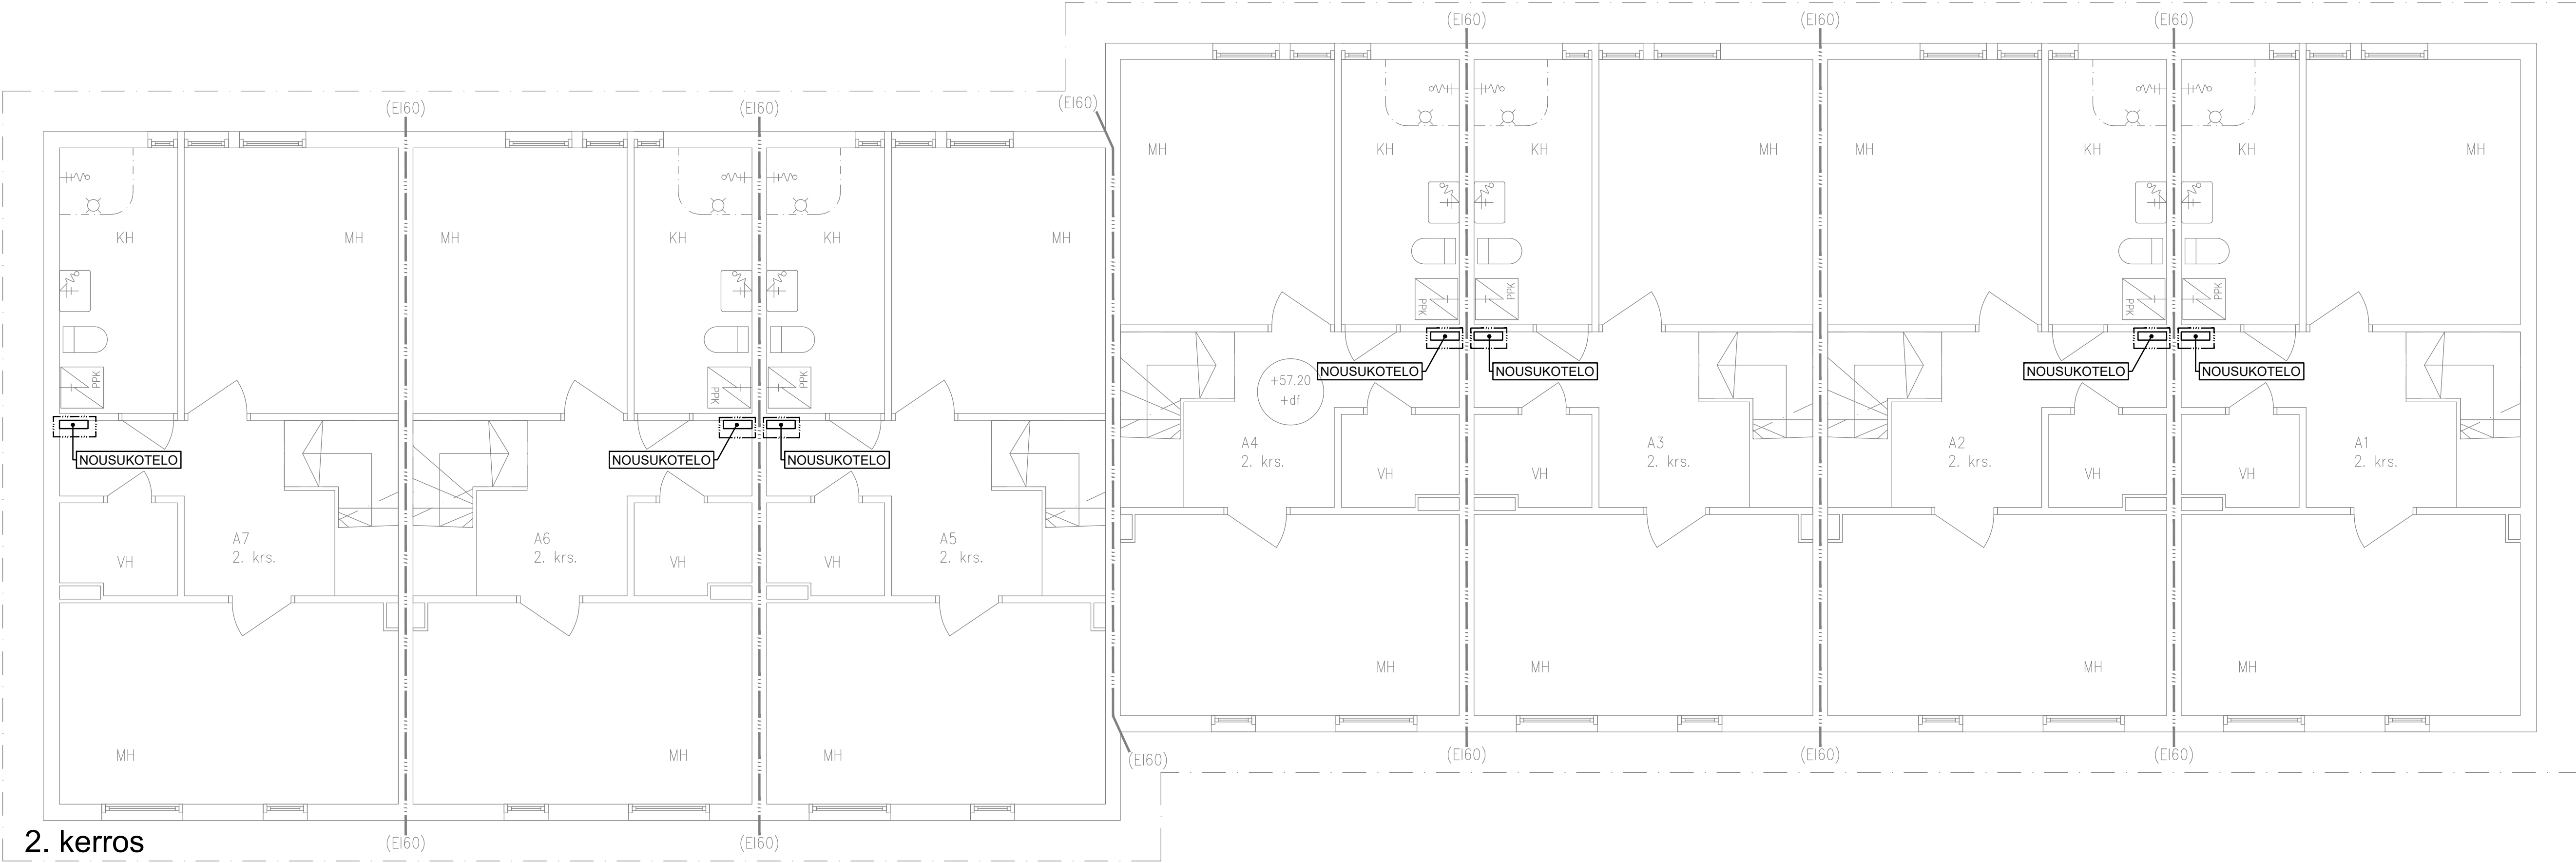 (EI60)
(EI60)
(EI60)
(EI60)
(EI60)
(EI60)
MH
KH
KH
MH
MH
KH
KH
MH
KH
MH
MH
KH
KH
MH
PPK
PPK
PPK
PPK
PPK
PPK
PPK
NOUSUKOTELO
NOUSUKOTELO
NOUSUKOTELO
NOUSUKOTELO
+57.20
+df
A4
2. krs.
A3
2. krs.
A2
2. krs.
A1
2. krs.
NOUSUKOTELO
NOUSUKOTELO
NOUSUKOTELO
VH
VH
VH
VH
A7
2. krs.
A6
2. krs.
A5
2. krs.
VH
VH
VH
MH
MH
MH
MH
MH
MH
MH
(EI60)
(EI60)
(EI60)
(EI60)
2. kerros
(EI60)
(EI60)